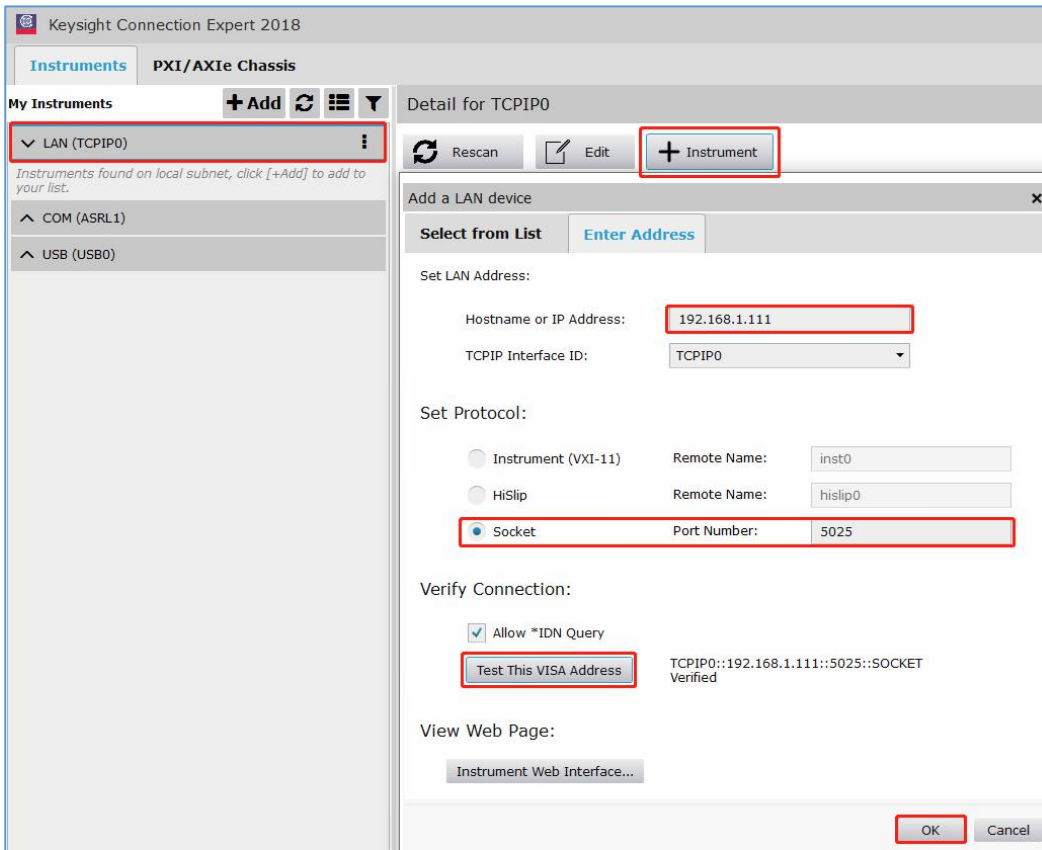 Keysight Connection Expert 2018
Instruments PXI/AXIe Chassis
My Instruments +Add
LAN (TCPIP0)
Instruments found on local subnet, click [+Add] to add to
your list.
COM (ASRL1)
USB (USB0)
Detail for TCPIP0
Rescan Edit + Instrument
Add a LAN device x
Select from List Enter Address
Set LAN Address:
Hostname or IP Address: 192.168.1.111
TCPIP Interface ID: TCPIP0
Set Protocol:
Instrument (VXI-11) Remote Name: inst0
HiSlip Remote Name: hislip0
Socket Port Number: 5025
Verify Connection:
Allow *IDN Query
Test This VISA Address TCPIP0::192.168.1.111::5025::SOCKET
Verified
View Web Page:
Instrument Web Interface...
OK Cancel